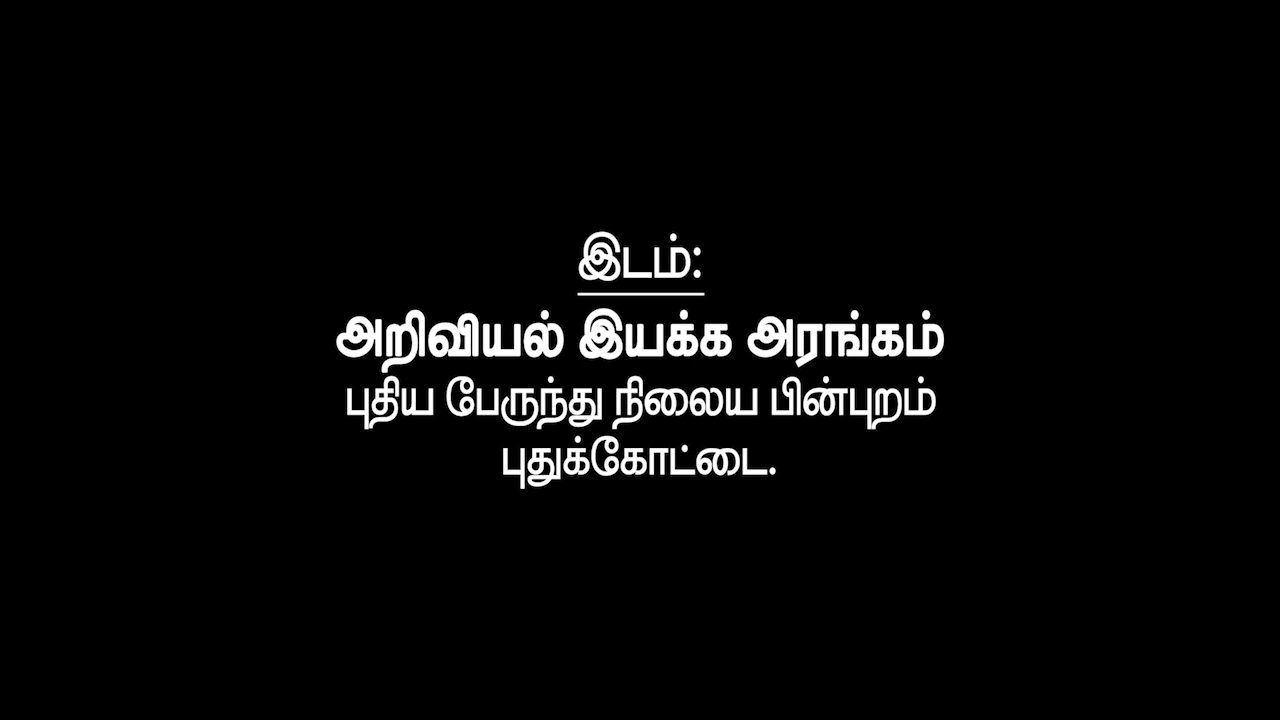 இடம்:
அறிவியல் இயக்க அரங்கம்
புதிய பேருந்து நிலைய பின்புறம்
புதுக்கோட்டை.